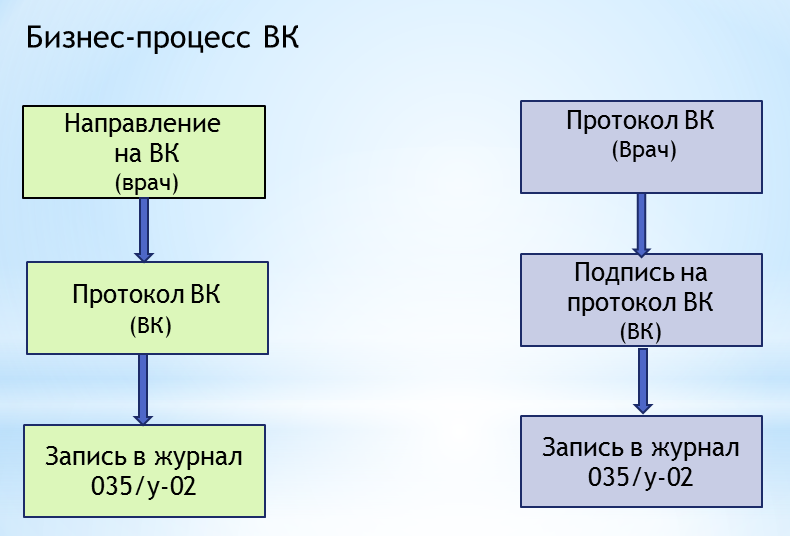 Бизнес-процесс ВК
Направление
на ВК
(врач)
Протокол ВК
(ВК)
Запись в журнал
035/у-02
Протокол ВК
(Врач)
Подпись на
протокол ВК
(ВК)
Запись в журнал
035/у-02